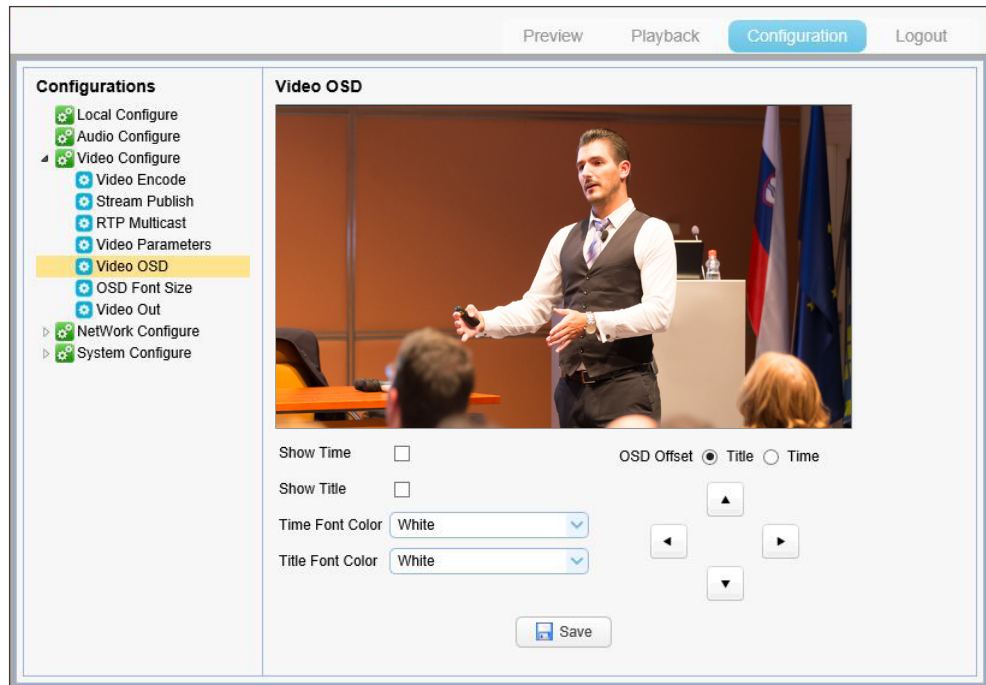 Preview Playback Configuration Logout
Configurations
Local Configure
Audio Configure
Video Configure
Video Encode
Stream Publish
RTP Multicast
Video Parameters
Video OSD
OSD Font Size
Video Out
NetWork Configure
System Configure
Video OSD
Show Time
Show Title
Time Font Color White
Title Font Color White
OSD Offset Title Time
Save